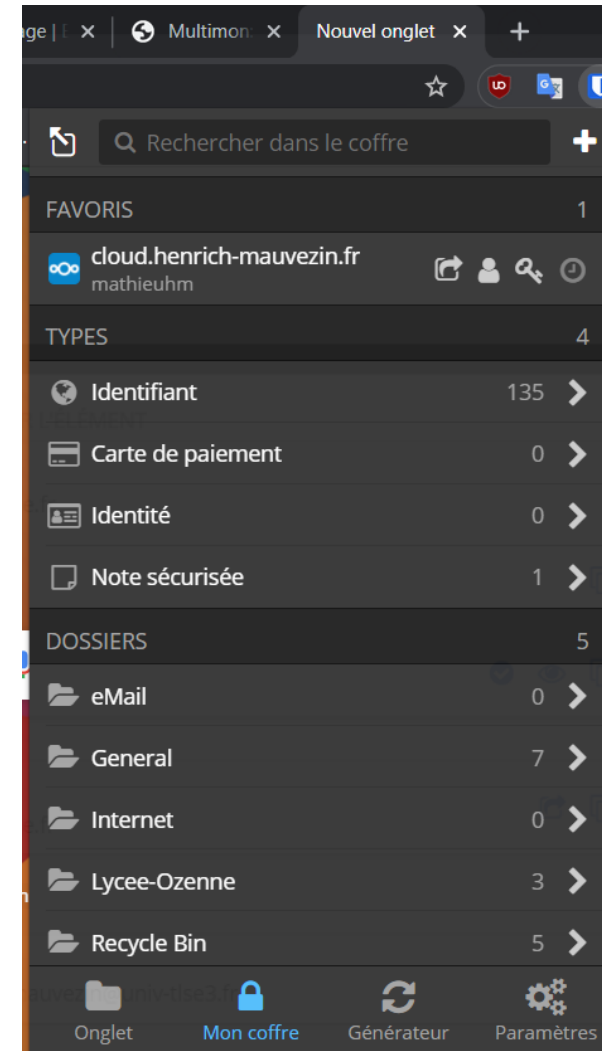 Multimon
Nouvel onglet
Rechercher dans le coffre
FAVORIS 1
cloud.henrich-mauvezin.fr
mathieuhm
TYPES 4
Identifiant 135
Carte de paiement 0
Identité 0
Note sécurisée 1
DOSSIERS 5
eMail 0
General 7
Internet 0
Lycee-Ozenne 3
Recycle Bin 5
Onglet Mon coffre Générateur Paramètres